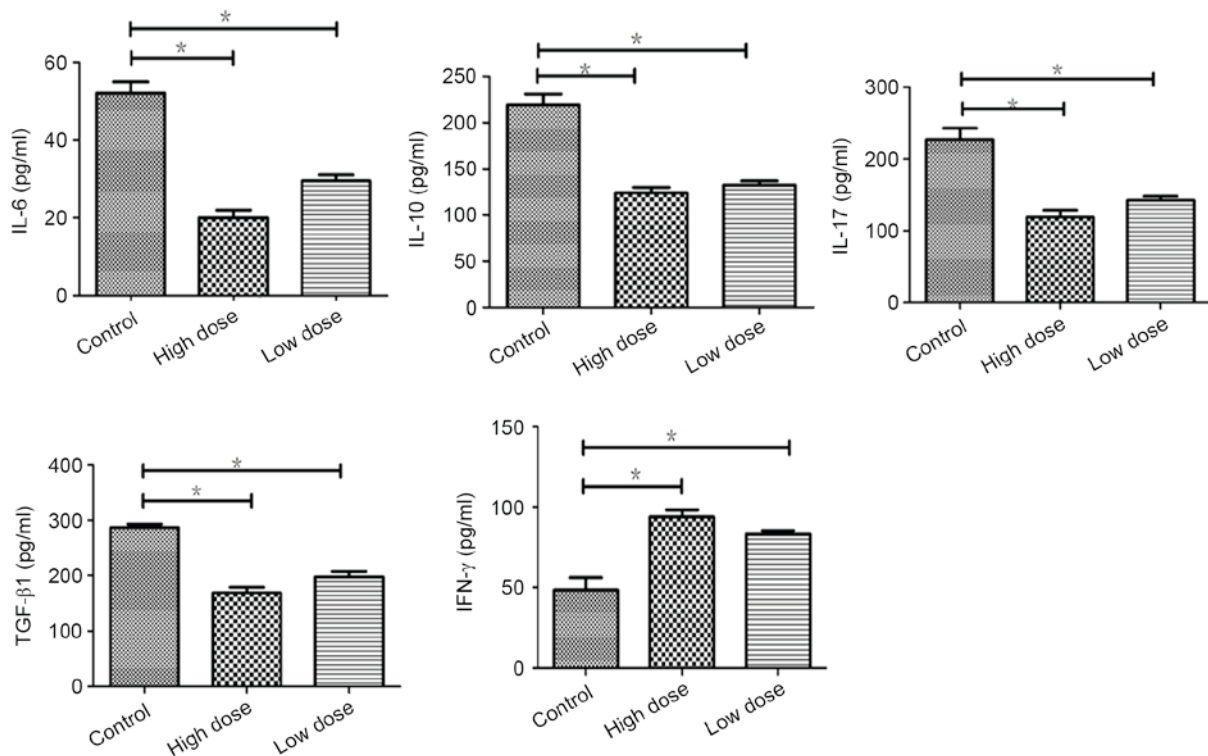 *
*
60
40
20
0
IL-6 (pg/ml)
Control
High dose
Low dose
*
*
250
200
150
100
50
0
IL-10 (pg/ml)
Control
High dose
Low dose
*
*
300
200
100
0
IL-17 (pg/ml)
Control
High dose
Low dose
*
*
400
300
200
100
0
TGF-β1 (pg/ml)
Control
High dose
Low dose
*
*
150
100
50
0
IFN-γ (pg/ml)
Control
High dose
Low dose